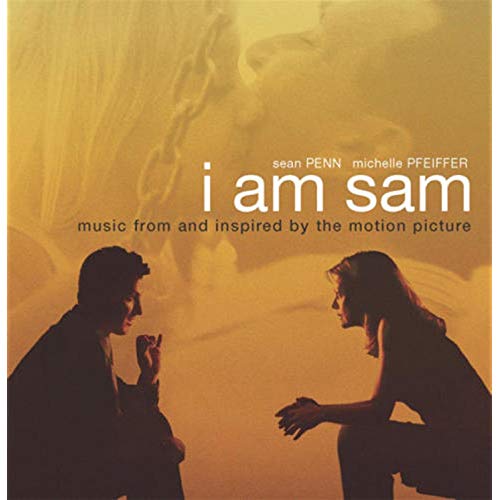 sean PENN michelle PFEIFFER
i am sam
music from and inspired by the motion picture